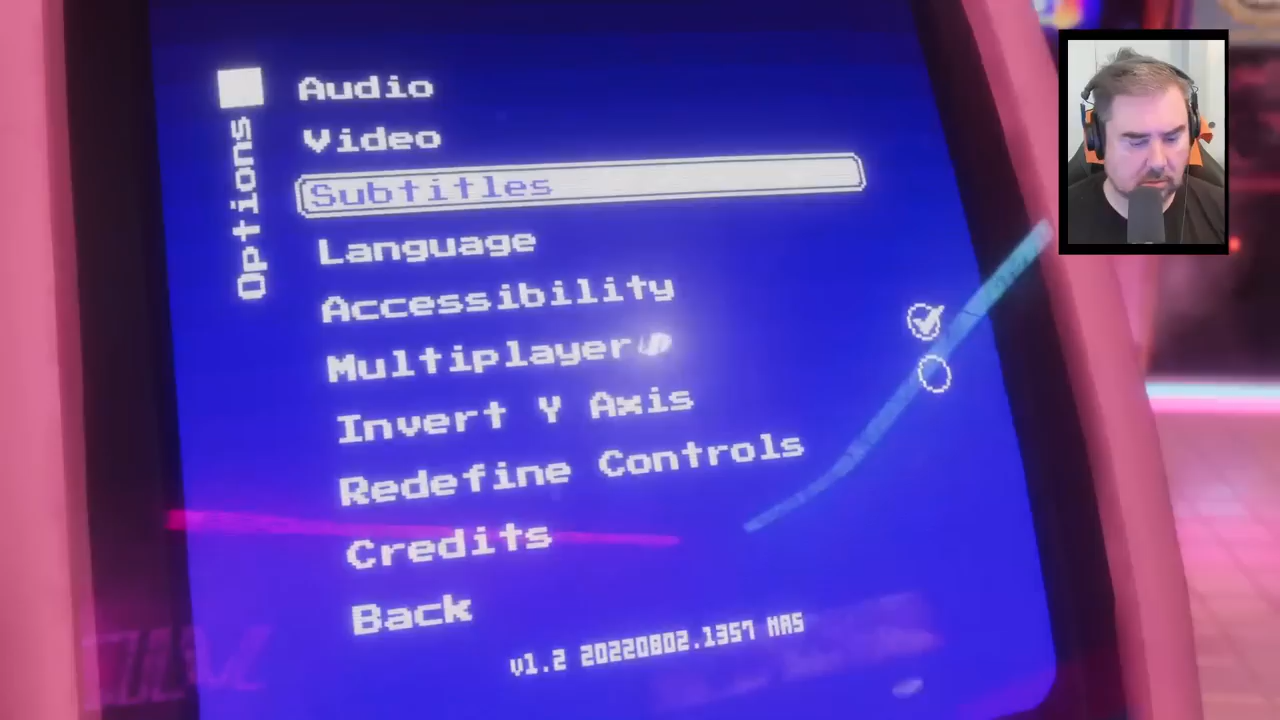 Options
Audio
Video
Subtitles
Language
Accessibility
Multiplayer
Invert Y Axis
Redefine Controls
Credits
Back
v1.2 20220802.1357 MAS